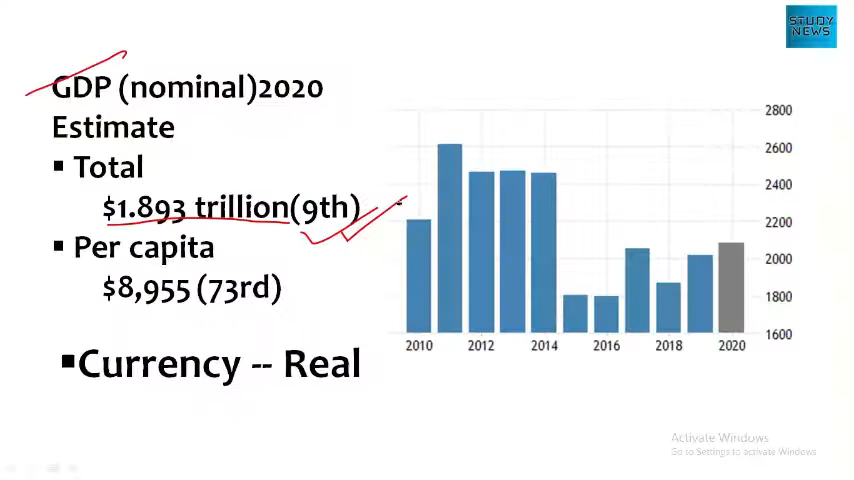 STUDY
NEWS
GDP (nominal)2020
Estimate
▪ Total
$1.893 trillion(9th)
▪ Per capita
$8,955 (73rd)
▪Currency -- Real
2800
2600
2400
2200
2000
1800
1600
2010 2012 2014 2016 2018 2020
Activate Windows
Go to Settings to activate Windows